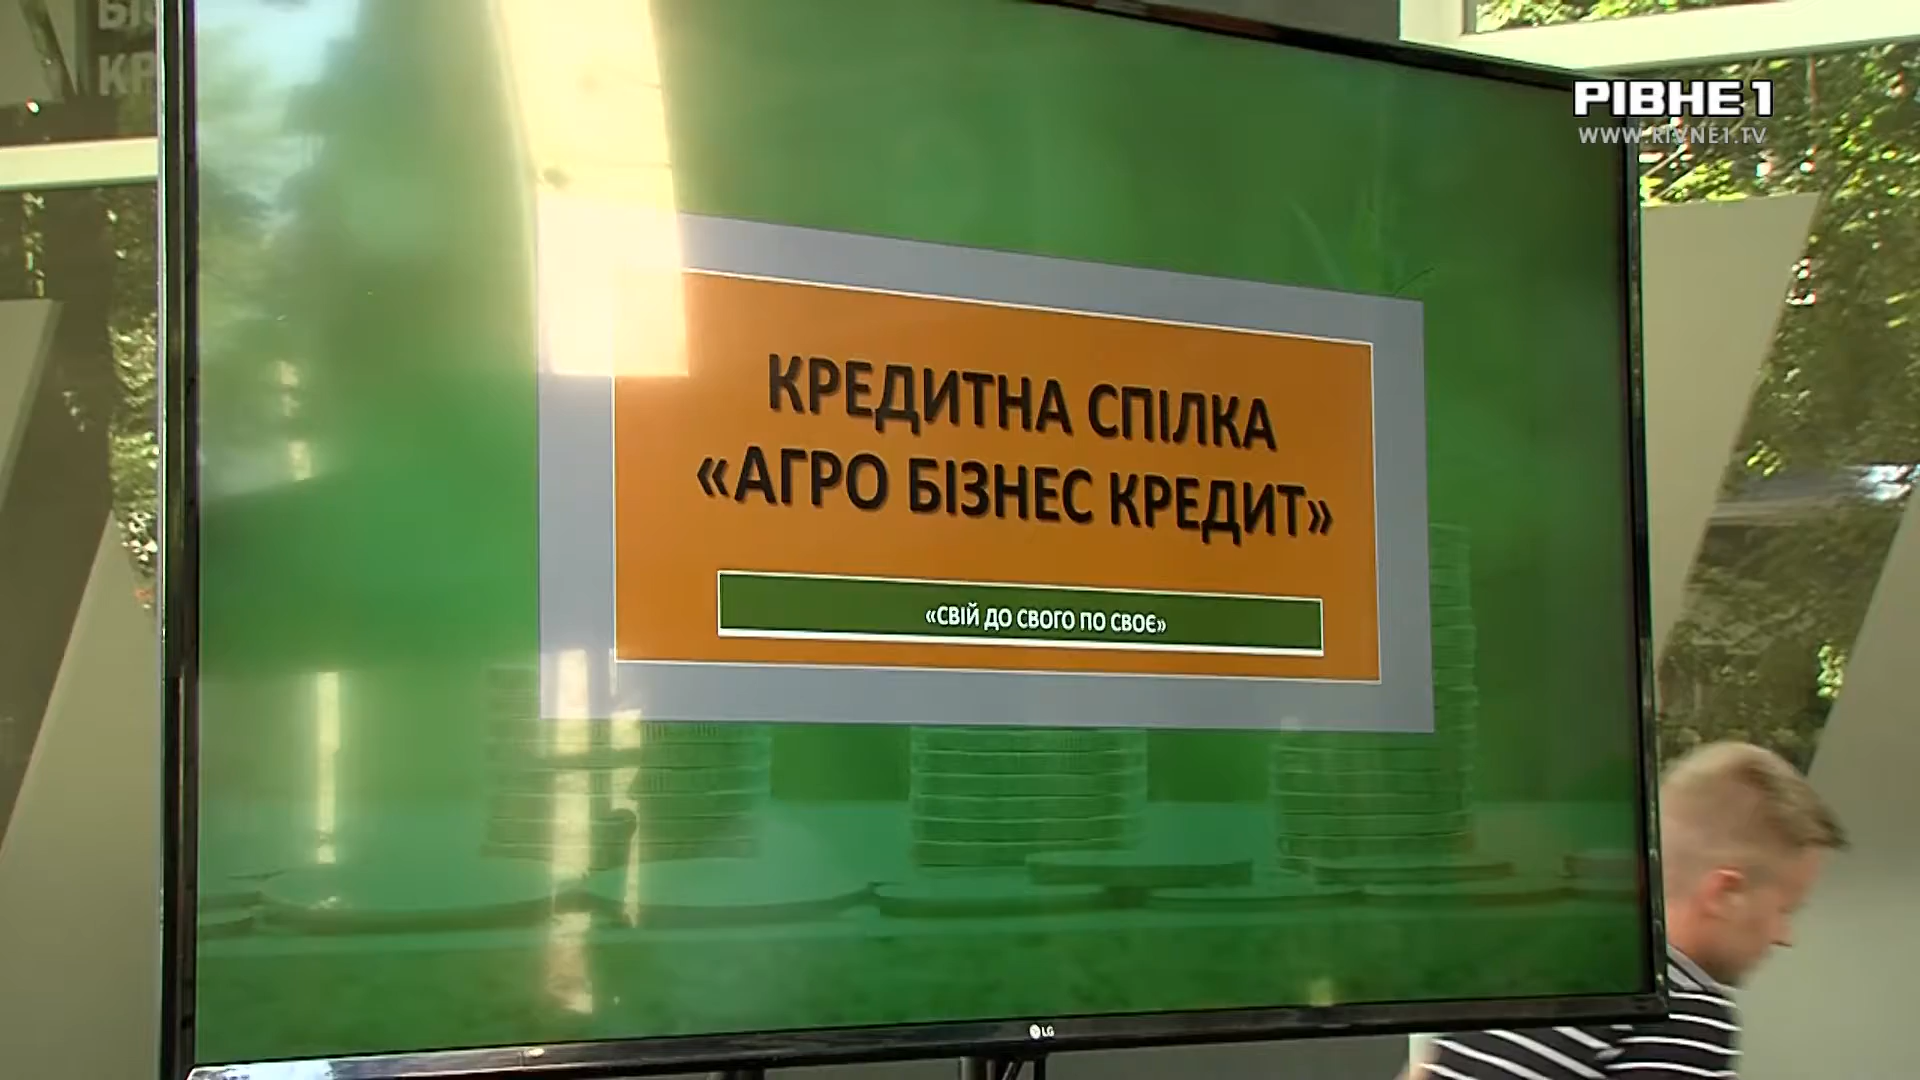 РІВНЕ 1
WWW.RIVNE1.TV
КРЕДИТНА СПІЛКА
«АГРО БІЗНЕС КРЕДИТ»
«СВІЙ ДО СВОГО ПО СВОЄ»
LG